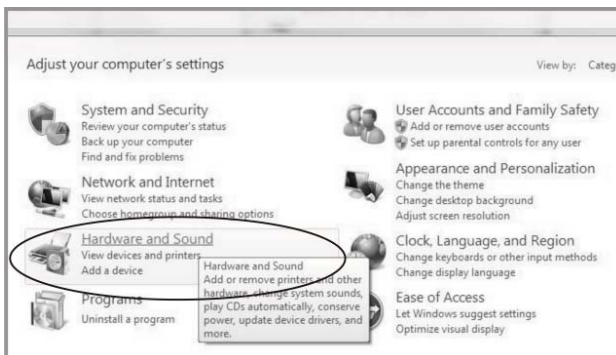 Adjust your computer's settings
View by: Categ
System and Security
Review your computer's status
Back up your computer
Find and fix problems
Network and Internet
View network status and tasks
Choose homegroup and sharing options
Hardware and Sound
View devices and printers
Add a device
Hardware and Sound
Add or remove printers and other
hardware, change system sounds,
play CDs automatically, conserve
power, update device drivers, and
more.
Programs
Uninstall a program
User Accounts and Family Safety
Add or remove user accounts
Set up parental controls for any user
Appearance and Personalization
Change the theme
Change desktop background
Adjust screen resolution
Clock, Language, and Region
Change keyboards or other input methods
Change display language
Ease of Access
Let Windows suggest settings
Optimize visual display